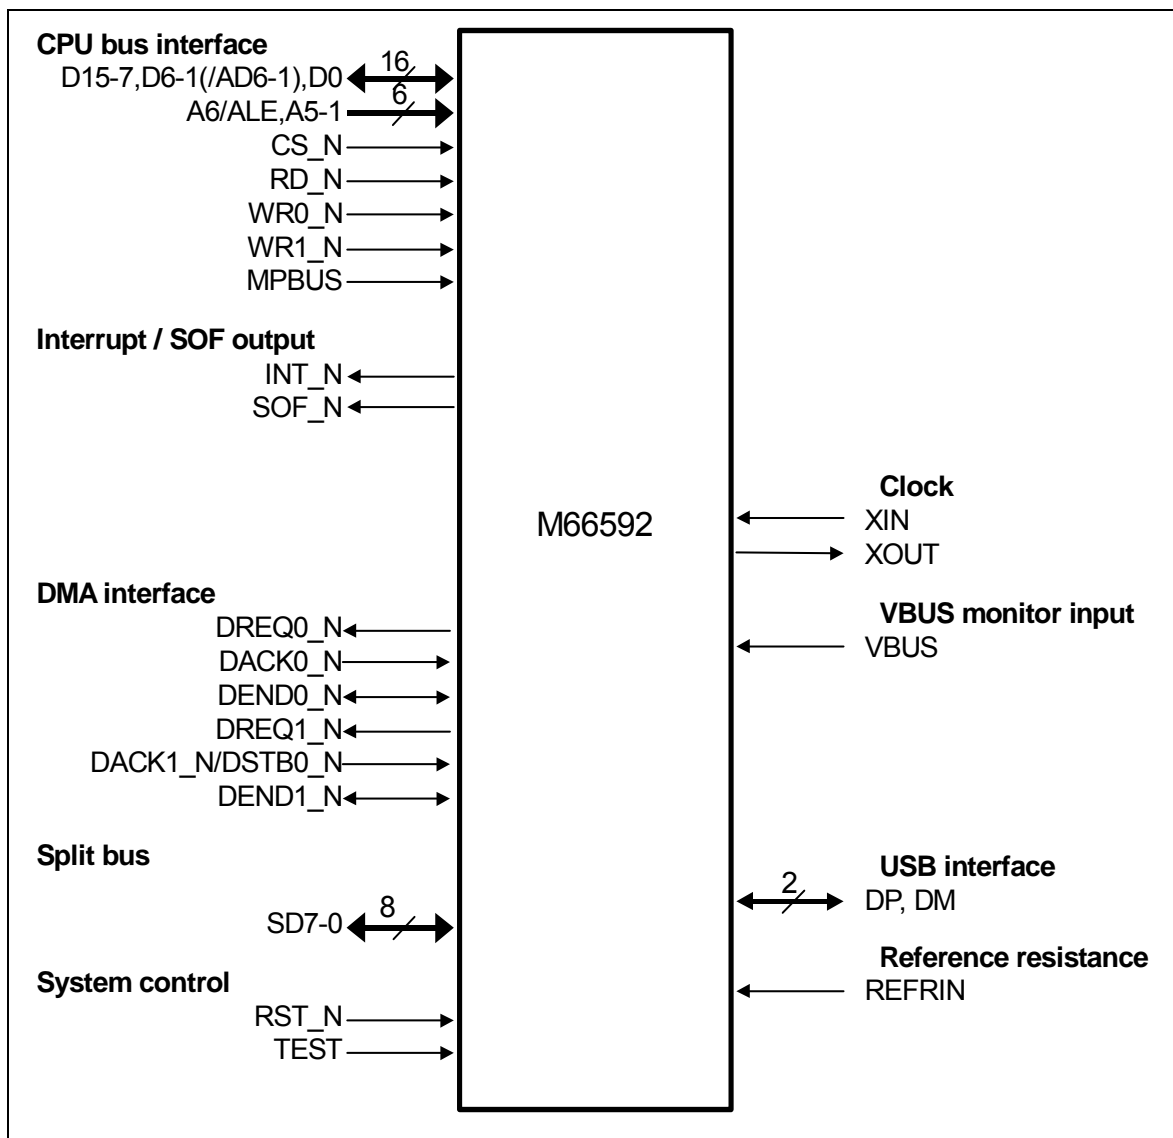 CPU bus interface
D15-7,D6-1(/AD6-1),D0 16
A6/ALE,A5-1 6
CS_N
RD_N
WR0_N
WR1_N
MPBUS
Interrupt / SOF output
INT_N
SOF_N
DMA interface
DREQ0_N
DACK0_N
DEND0_N
DREQ1_N
DACK1_N/DSTB0_N
DEND1_N
Split bus
SD7-0 8
System control
RST_N
TEST
M66592
Clock
XIN
XOUT
VBUS monitor input
VBUS
USB interface
2 DP, DM
Reference resistance
REFRIN